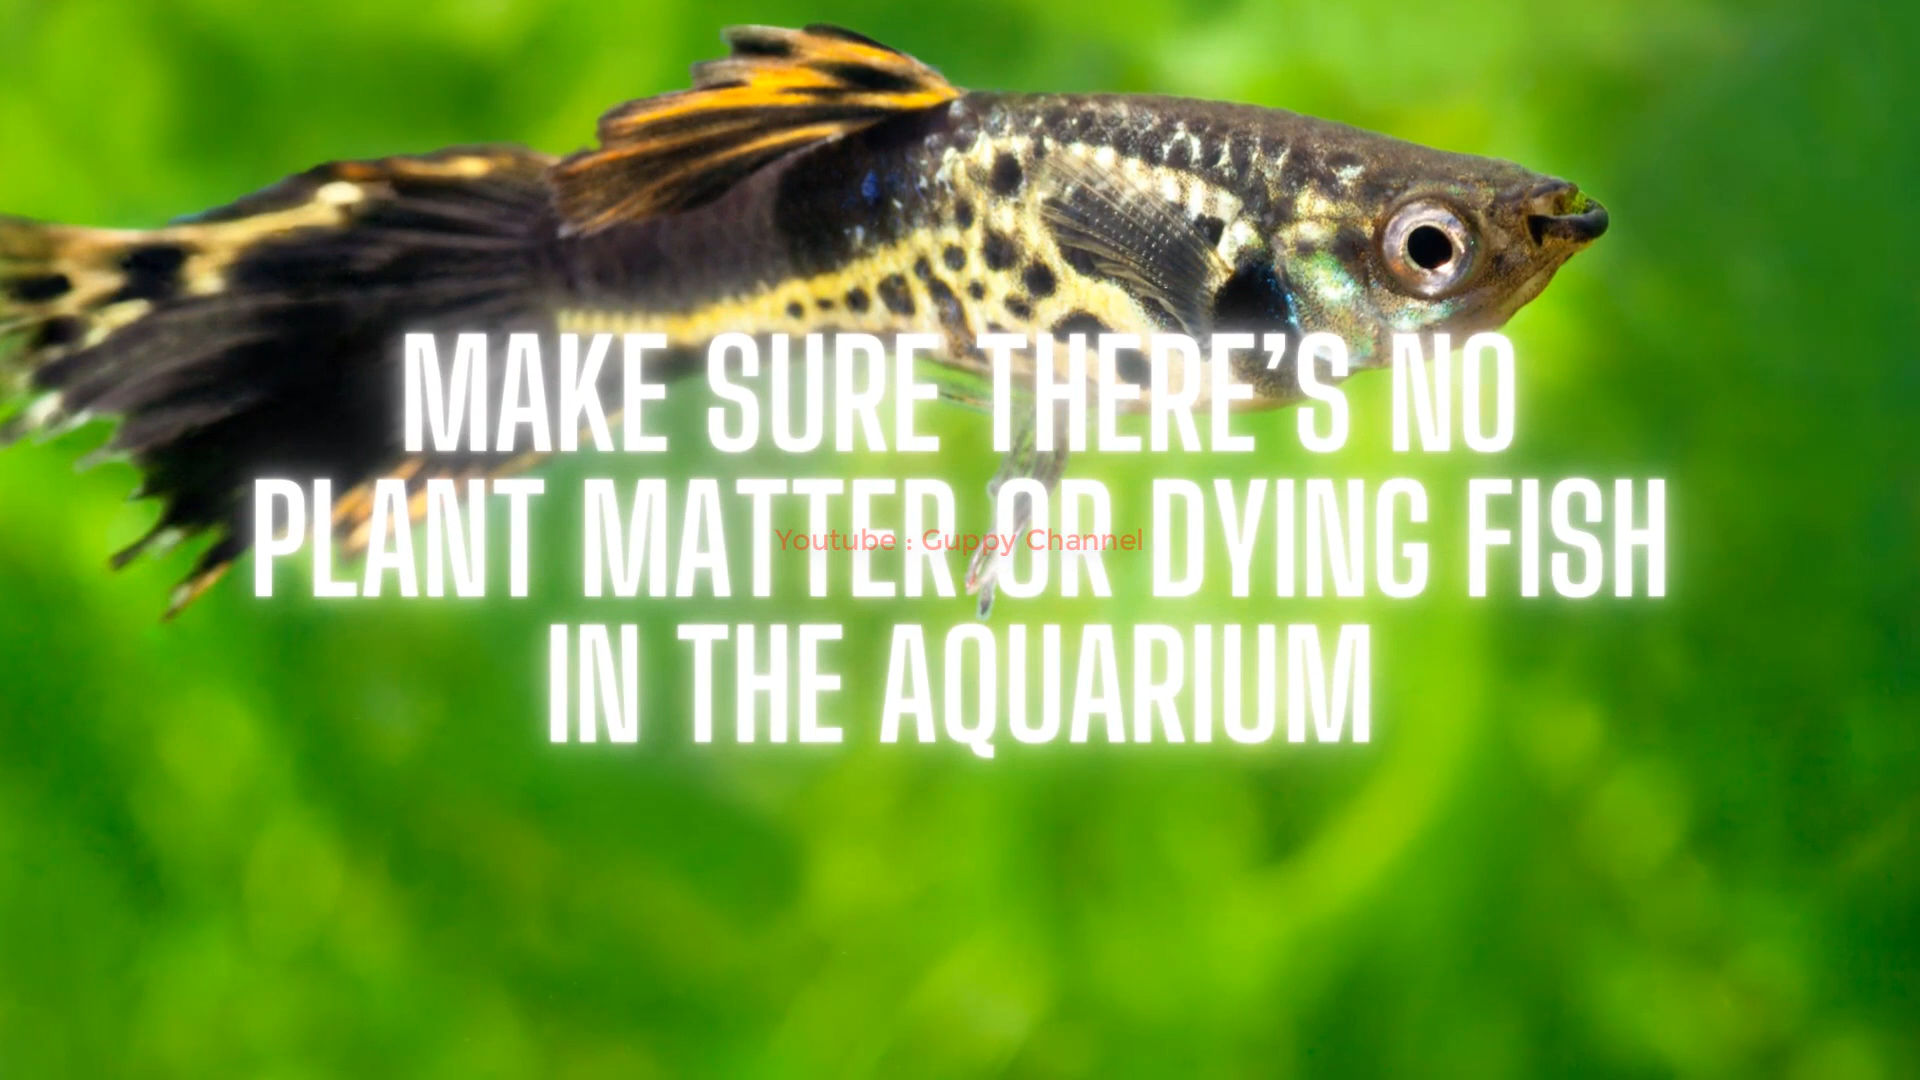 MAKE SURE THERE'S NO
PLANT MATTER OR DYING FISH
Youtube : Guppy Channel
IN THE AQUARIUM